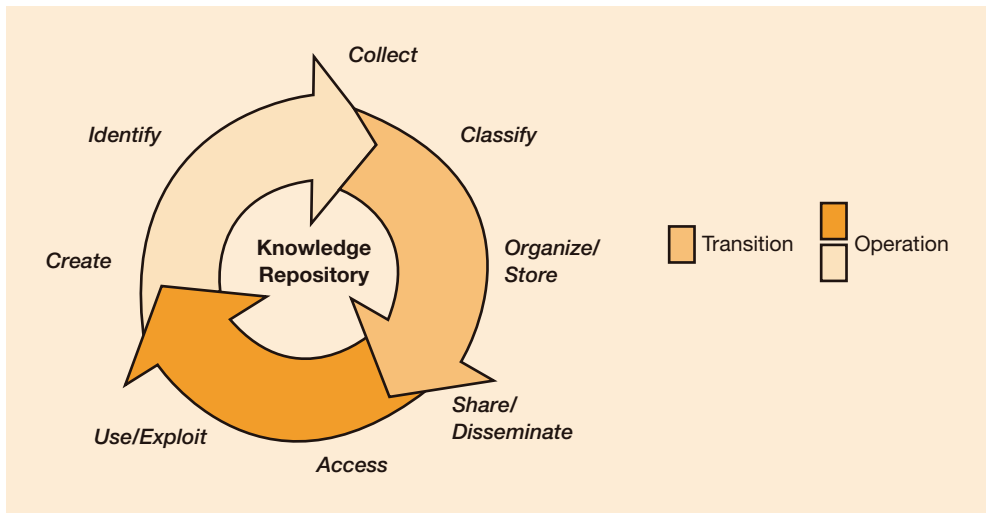 Collect
Identify
Classify
Create
Knowledge
Repository
Organize/
Store
Share/
Disseminate
Use/Exploit
Access
Transition
Operation